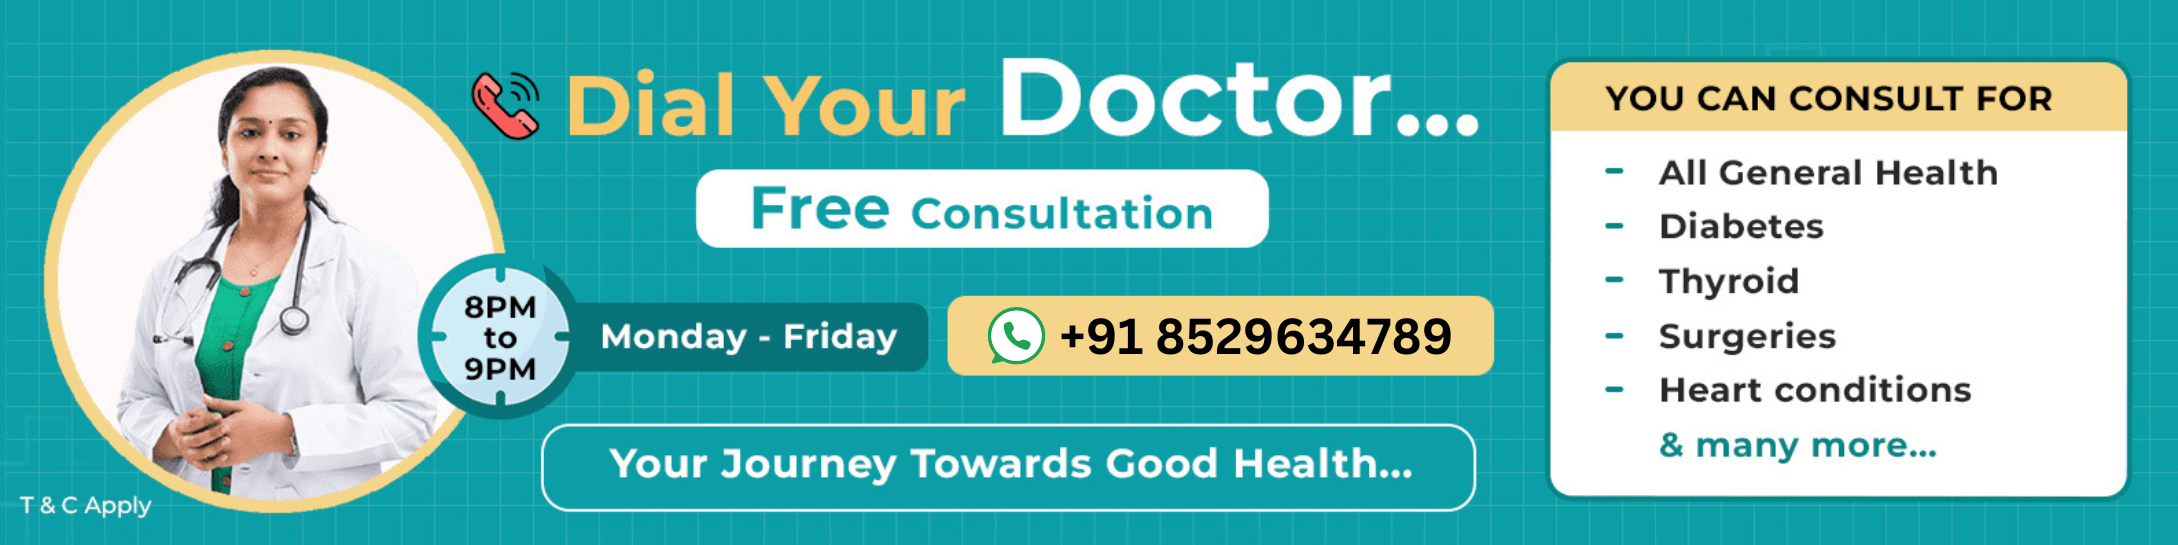 Dial Your Doctor...
Free Consultation
8PM
to
9PM
Monday - Friday
+91 8529634789
Your Journey Towards Good Health...
T & C Apply
YOU CAN CONSULT FOR
- All General Health
- Diabetes
- Thyroid
- Surgeries
- Heart conditions
& many more...